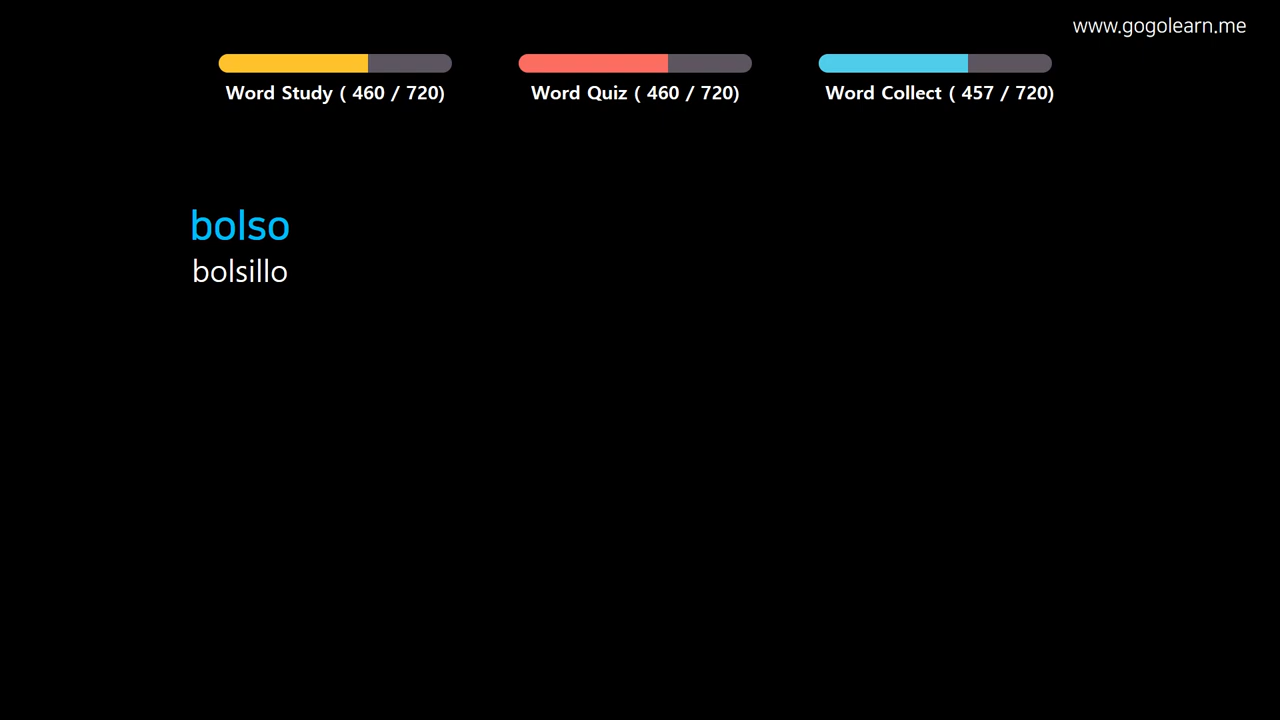 www.gogolearn.me
Word Study ( 460 / 720)
Word Quiz ( 460 / 720)
Word Collect ( 457 / 720)
bolso
bolsillo